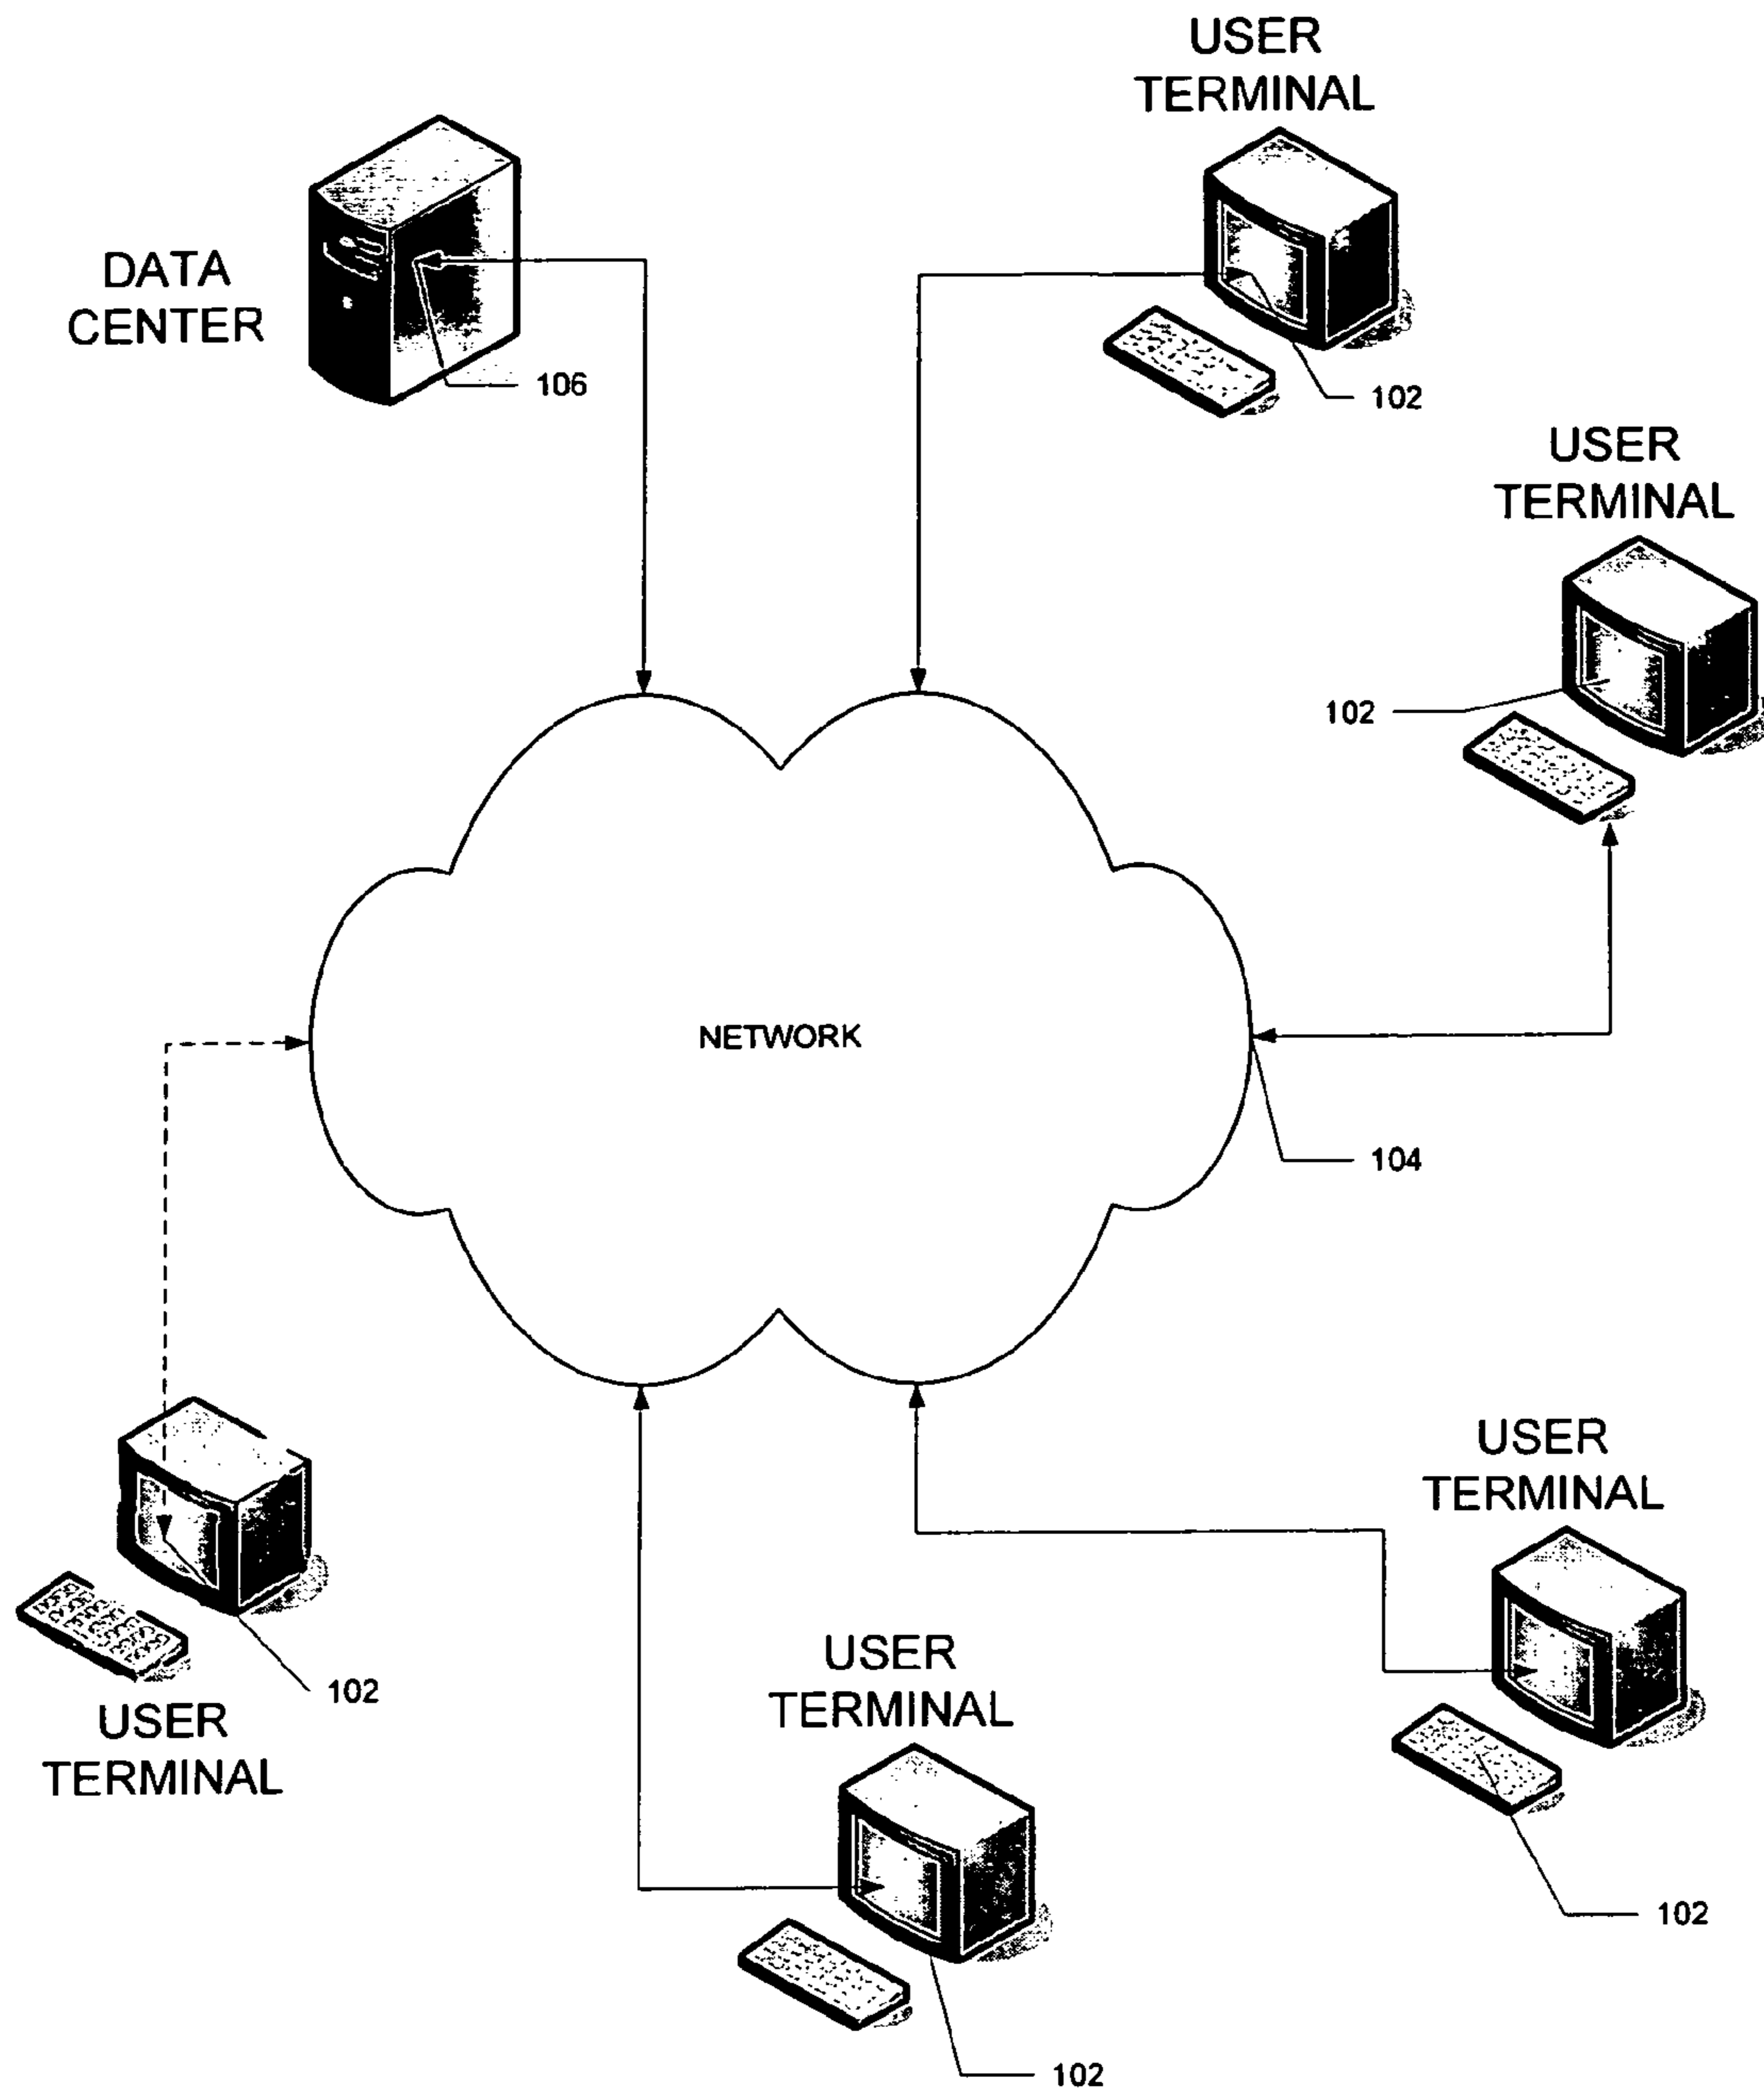 USER
TERMINAL
DATA
CENTER
106
102
USER
TERMINAL
102
NETWORK
104
USER
TERMINAL
102
USER
TERMINAL
USER
TERMINAL
102
102